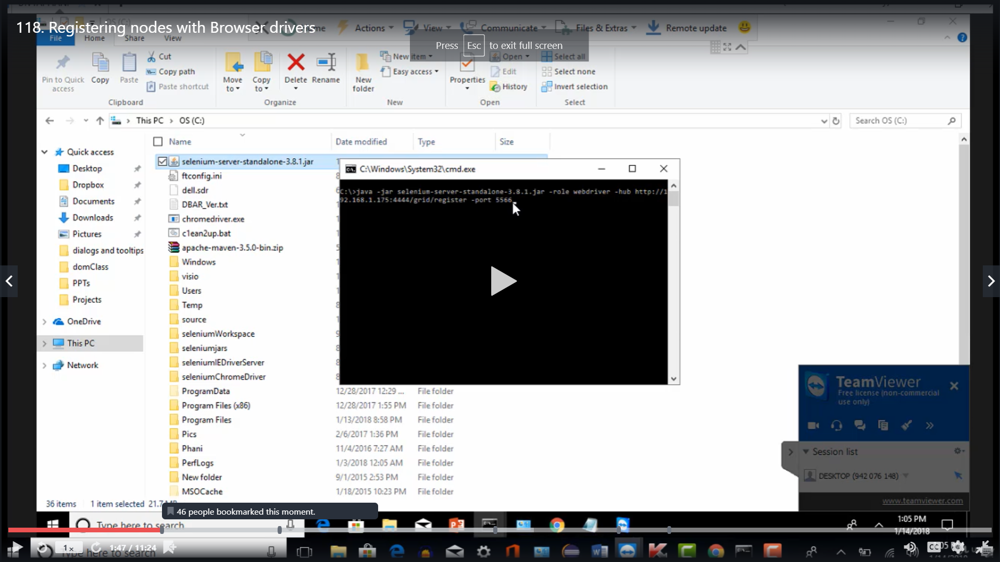 118. Registering nodes with Browser drivers
Actions
View
Communicate
Files & Extras
Remote update
Press Esc to exit full screen
File
Home
Share
View
Pin to Quick access
Copy
Paste
Cut
Copy path
Paste shortcut
Clipboard
Move to
Copy to
Delete
Rename
Organize
New folder
New item
Easy access
New
Properties
Open
Edit
History
Open
Select all
Select none
Invert selection
Select
This PC > OS (C:)
Search OS (C:)
Name
Date modified
Type
Size
Quick access
Desktop
Dropbox
Documents
Downloads
Pictures
dialogs and tooltips
domClass
PPTs
Projects
OneDrive
This PC
Network
selenium-server-standalone-3.8.1.jar
ftconfig.ini
dell.sdr
DBAR_Ver.txt
chromedriver.exe
c1ean2up.bat
apache-maven-3.5.0-bin.zip
Windows
visio
Users
Temp
source
seleniumWorkspace
seleniumjars
seleniumIEDriverServer
seleniumChromeDriver
ProgramData 12/28/2017 12:29 ... File folder
Program Files (x86) 12/28/2017 1:55 PM File folder
Program Files 1/13/2018 8:58 PM File folder
Pics 2/6/2017 1:36 PM File folder
Phani 11/4/2016 7:27 AM File folder
PerfLogs 1/3/2018 12:05 AM File folder
New folder 9/1/2015 2:53 PM File folder
MSOCache 1/18/2015 10:23 PM File folder
C:\Windows\System32\cmd.exe
C:\>java -jar selenium-server-standalone-3.8.1.jar -role webdriver -hub http://1
92.168.1.175:4444/grid/register -port 5566
TeamViewer
Free license (non-commercial
use only)
Session list
DESKTOP (942 076 148)
www.teamviewer.com
36 items 1 item selected
46 people bookmarked this moment.
Type here to search
1:05 PM
1/14/2018
1x
1:47 / 11:24
Type here to search
CC